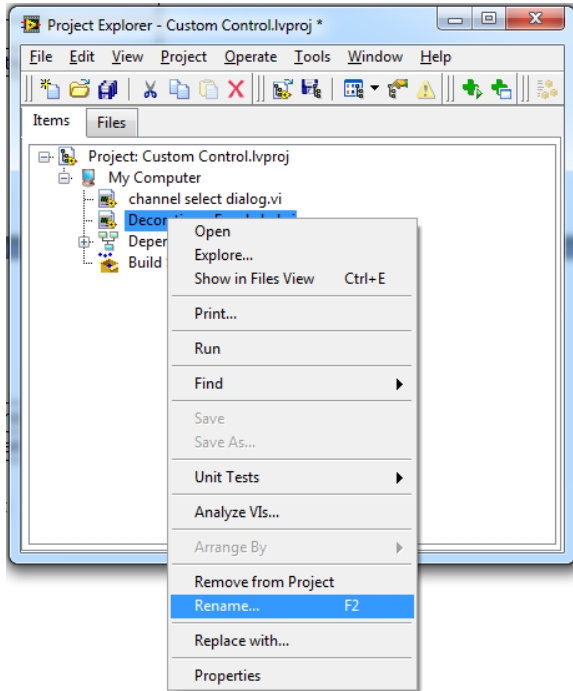 Project Explorer - Custom Control.lvproj *
File Edit View Project Operate Tools Window Help
Items Files
Project: Custom Control.lvproj
My Computer
channel select dialog.vi
Open
Explore...
Show in Files View Ctrl+E
Print...
Run
Find
Save
Save As...
Unit Tests
Analyze VIs...
Arrange By
Remove from Project
Rename... F2
Replace with...
Properties